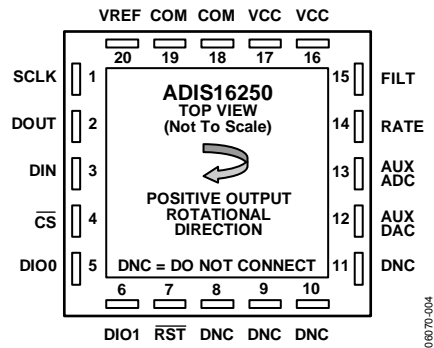 VREF COM COM VCC VCC
20 19 18 17 16
SCLK 1
DOUT 2
DIN 3
CS 4
DIO0 5
ADIS16250
TOP VIEW
(Not To Scale)
POSITIVE OUTPUT
ROTATIONAL
DIRECTION
DNC = DO NOT CONNECT
15 FILT
14 RATE
13 AUX
ADC
12 AUX
DAC
11 DNC
6 7 8 9 10
DIO1 RST DNC DNC DNC
06070-004